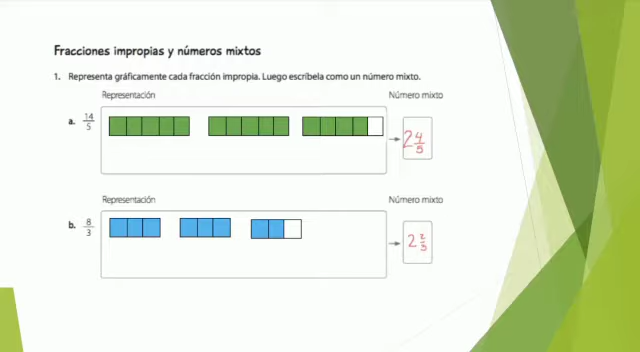 Fracciones impropias y números mixtos
1. Representa gráficamente cada fracción impropia. Luego escríbela como un número mixto.
Representación Número mixto
a. 14/5 2 4/5
Representación Número mixto
b. 8/3 2 2/3